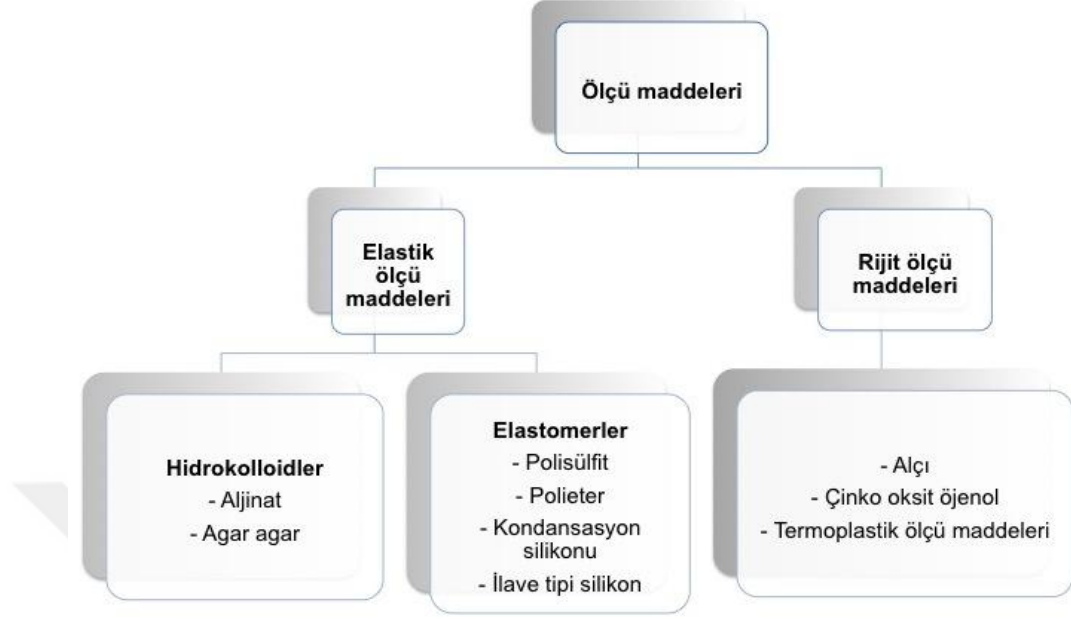 Ölçü maddeleri
Elastik
ölçü
maddeleri
Rijit ölçü
maddeleri
Hidrokolloidler
- Aljinat
- Agar agar
Elastomerler
- Polisülfit
- Polieter
- Kondansasyon
silikonu
- İlave tipi silikon
- Alçı
- Çinko oksit öjenol
- Termoplastik ölçü maddeleri